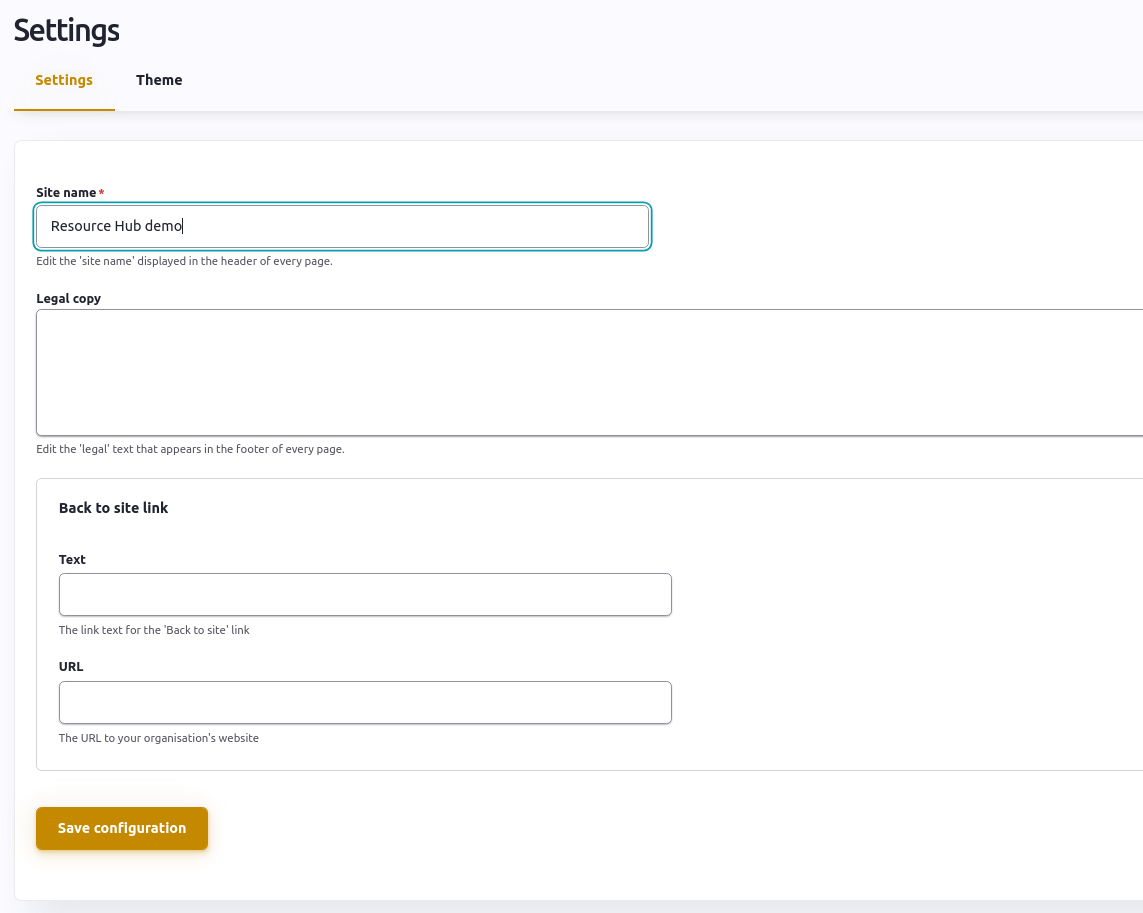 Settings
Settings Theme
Site name*
Resource Hub demo
Edit the 'site name' displayed in the header of every page.
Legal copy
Edit the 'legal' text that appears in the footer of every page.
Back to site link
Text
The link text for the 'Back to site' link
URL
The URL to your organisation's website
Save configuration